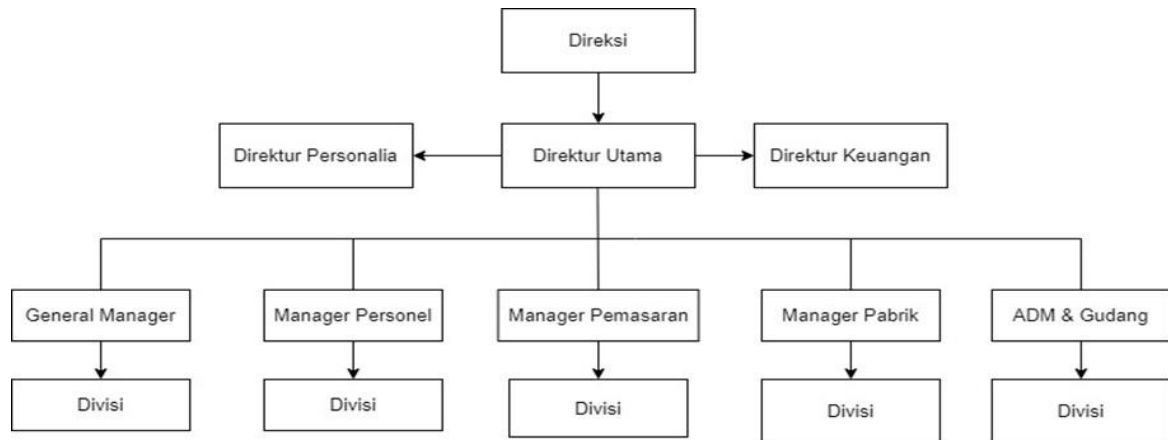 Direksi
Direktur Personalia
Direktur Utama
Direktur Keuangan
General Manager
Manager Personel
Manager Pemasaran
Manager Pabrik
ADM & Gudang
Divisi
Divisi
Divisi
Divisi
Divisi